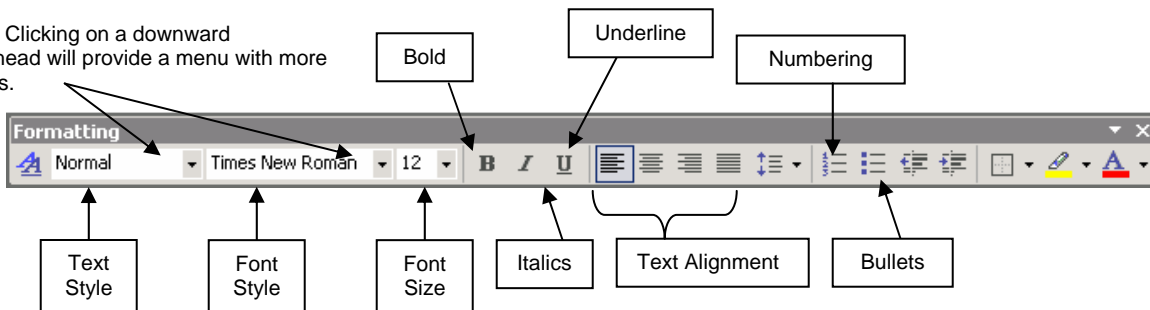 Clicking on a downward
head will provide a menu with more
s.
Bold
Underline
Numbering
Formatting
Normal Times New Roman 12 B I U A
Text
Style
Font
Style
Font
Size
Italics
Text Alignment
Bullets